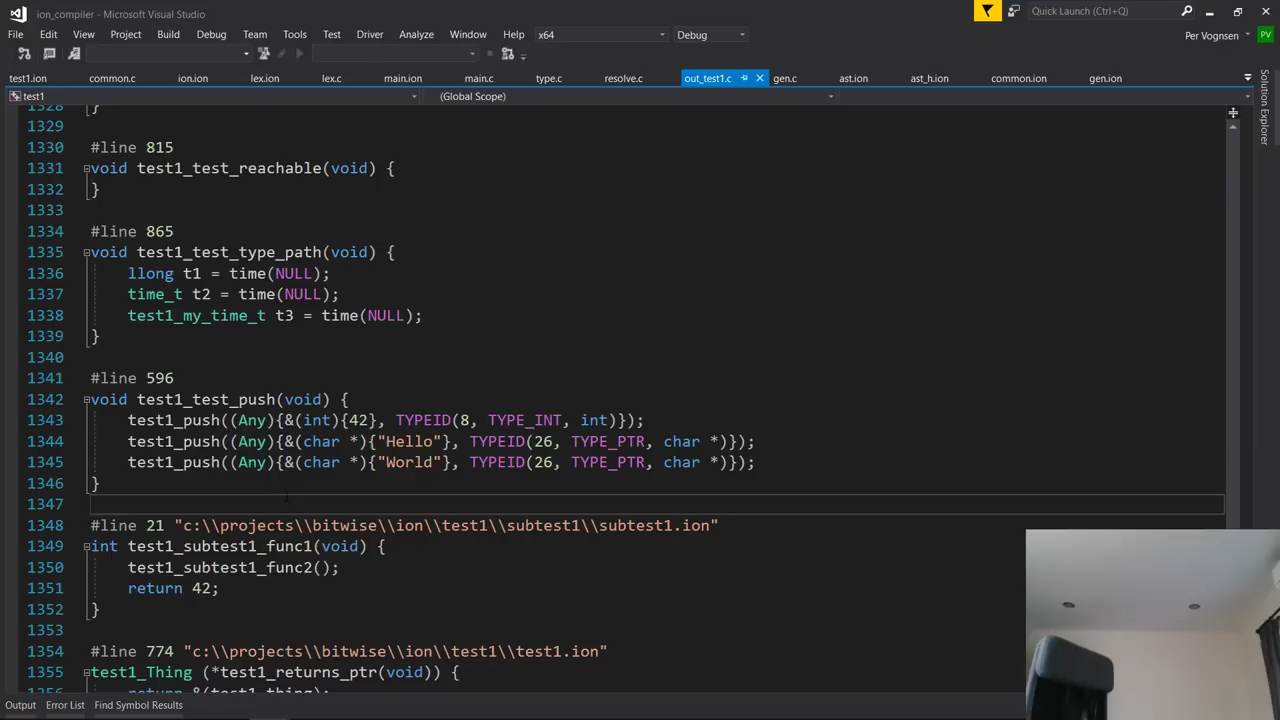 ion_compiler - Microsoft Visual Studio
Quick Launch (Ctrl+Q)
File Edit View Project Build Debug Team Tools Test Driver Analyze Window Help x64 Debug
Per Vognsen PV
test1.ion common.c ion.ion lex.ion lex.c main.ion main.c type.c resolve.c out_test1.c gen.c ast.ion ast_h.ion common.ion gen.ion
test1 (Global Scope)
Solution Explorer
1328 }
1329
1330 #line 815
1331 void test1_test_reachable(void) {
1332 }
1333
1334 #line 865
1335 void test1_test_type_path(void) {
1336 llong t1 = time(NULL);
1337 time_t t2 = time(NULL);
1338 test1_my_time_t t3 = time(NULL);
1339 }
1340
1341 #line 596
1342 void test1_test_push(void) {
1343 test1_push((Any){&(int){42}, TYPEID(8, TYPE_INT, int)});
1344 test1_push((Any){&(char *){"Hello"}, TYPEID(26, TYPE_PTR, char *)});
1345 test1_push((Any){&(char *){"World"}, TYPEID(26, TYPE_PTR, char *)});
1346 }
1347
1348 #line 21 "c:\\projects\\bitwise\\ion\\test1\\subtest1\\subtest1.ion"
1349 int test1_subtest1_func1(void) {
1350 test1_subtest1_func2();
1351 return 42;
1352 }
1353
1354 #line 774 "c:\\projects\\bitwise\\ion\\test1\\test1.ion"
1355 test1_Thing (*test1_returns_ptr(void)) {
1356 return &(test1_thing);
Output Error List Find Symbol Results